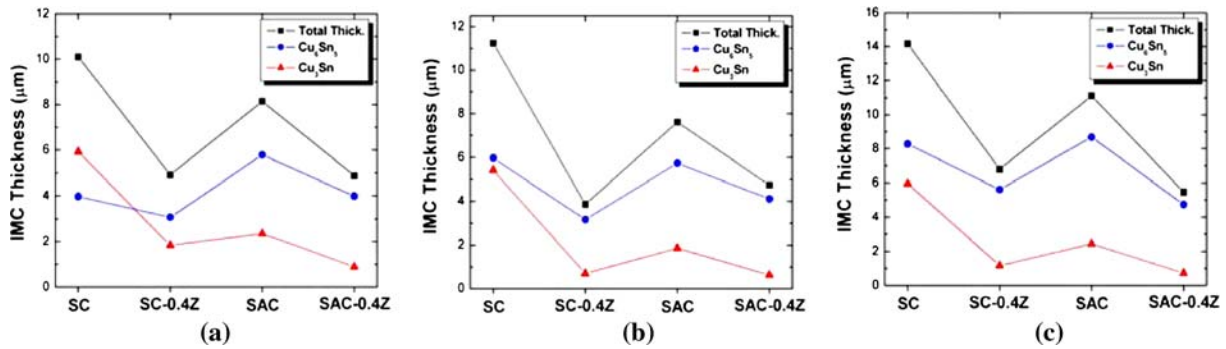 12
10
8
6
4
2
0
IMC Thickness (μm)
Total Thick.
Cu6Sn5
Cu3Sn
SC SC-0.4Z SAC SAC-0.4Z
(a)
12
10
8
6
4
2
0
IMC Thickness (μm)
Total Thick.
Cu6Sn5
Cu3Sn
SC SC-0.4Z SAC SAC-0.4Z
(b)
16
14
12
10
8
6
4
2
0
IMC Thickness (μm)
Total Thick.
Cu6Sn5
Cu3Sn
SC SC-0.4Z SAC SAC-0.4Z
(c)